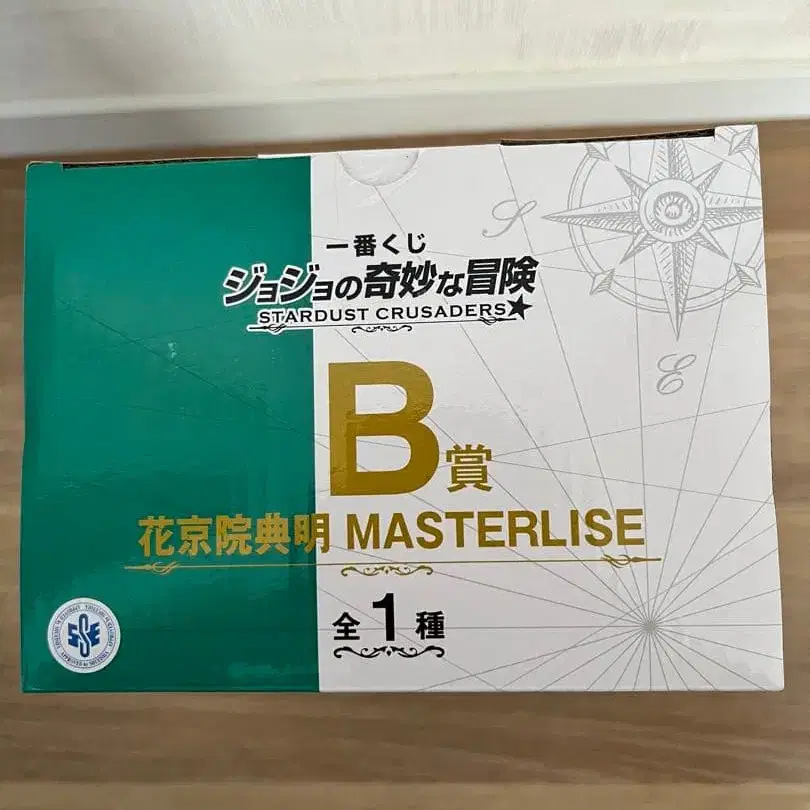 一番くじ
ジョジョの奇妙な冒険
STARDUST CRUSADERS★
B賞
花京院典明 MASTERLISE
全1種
S
E